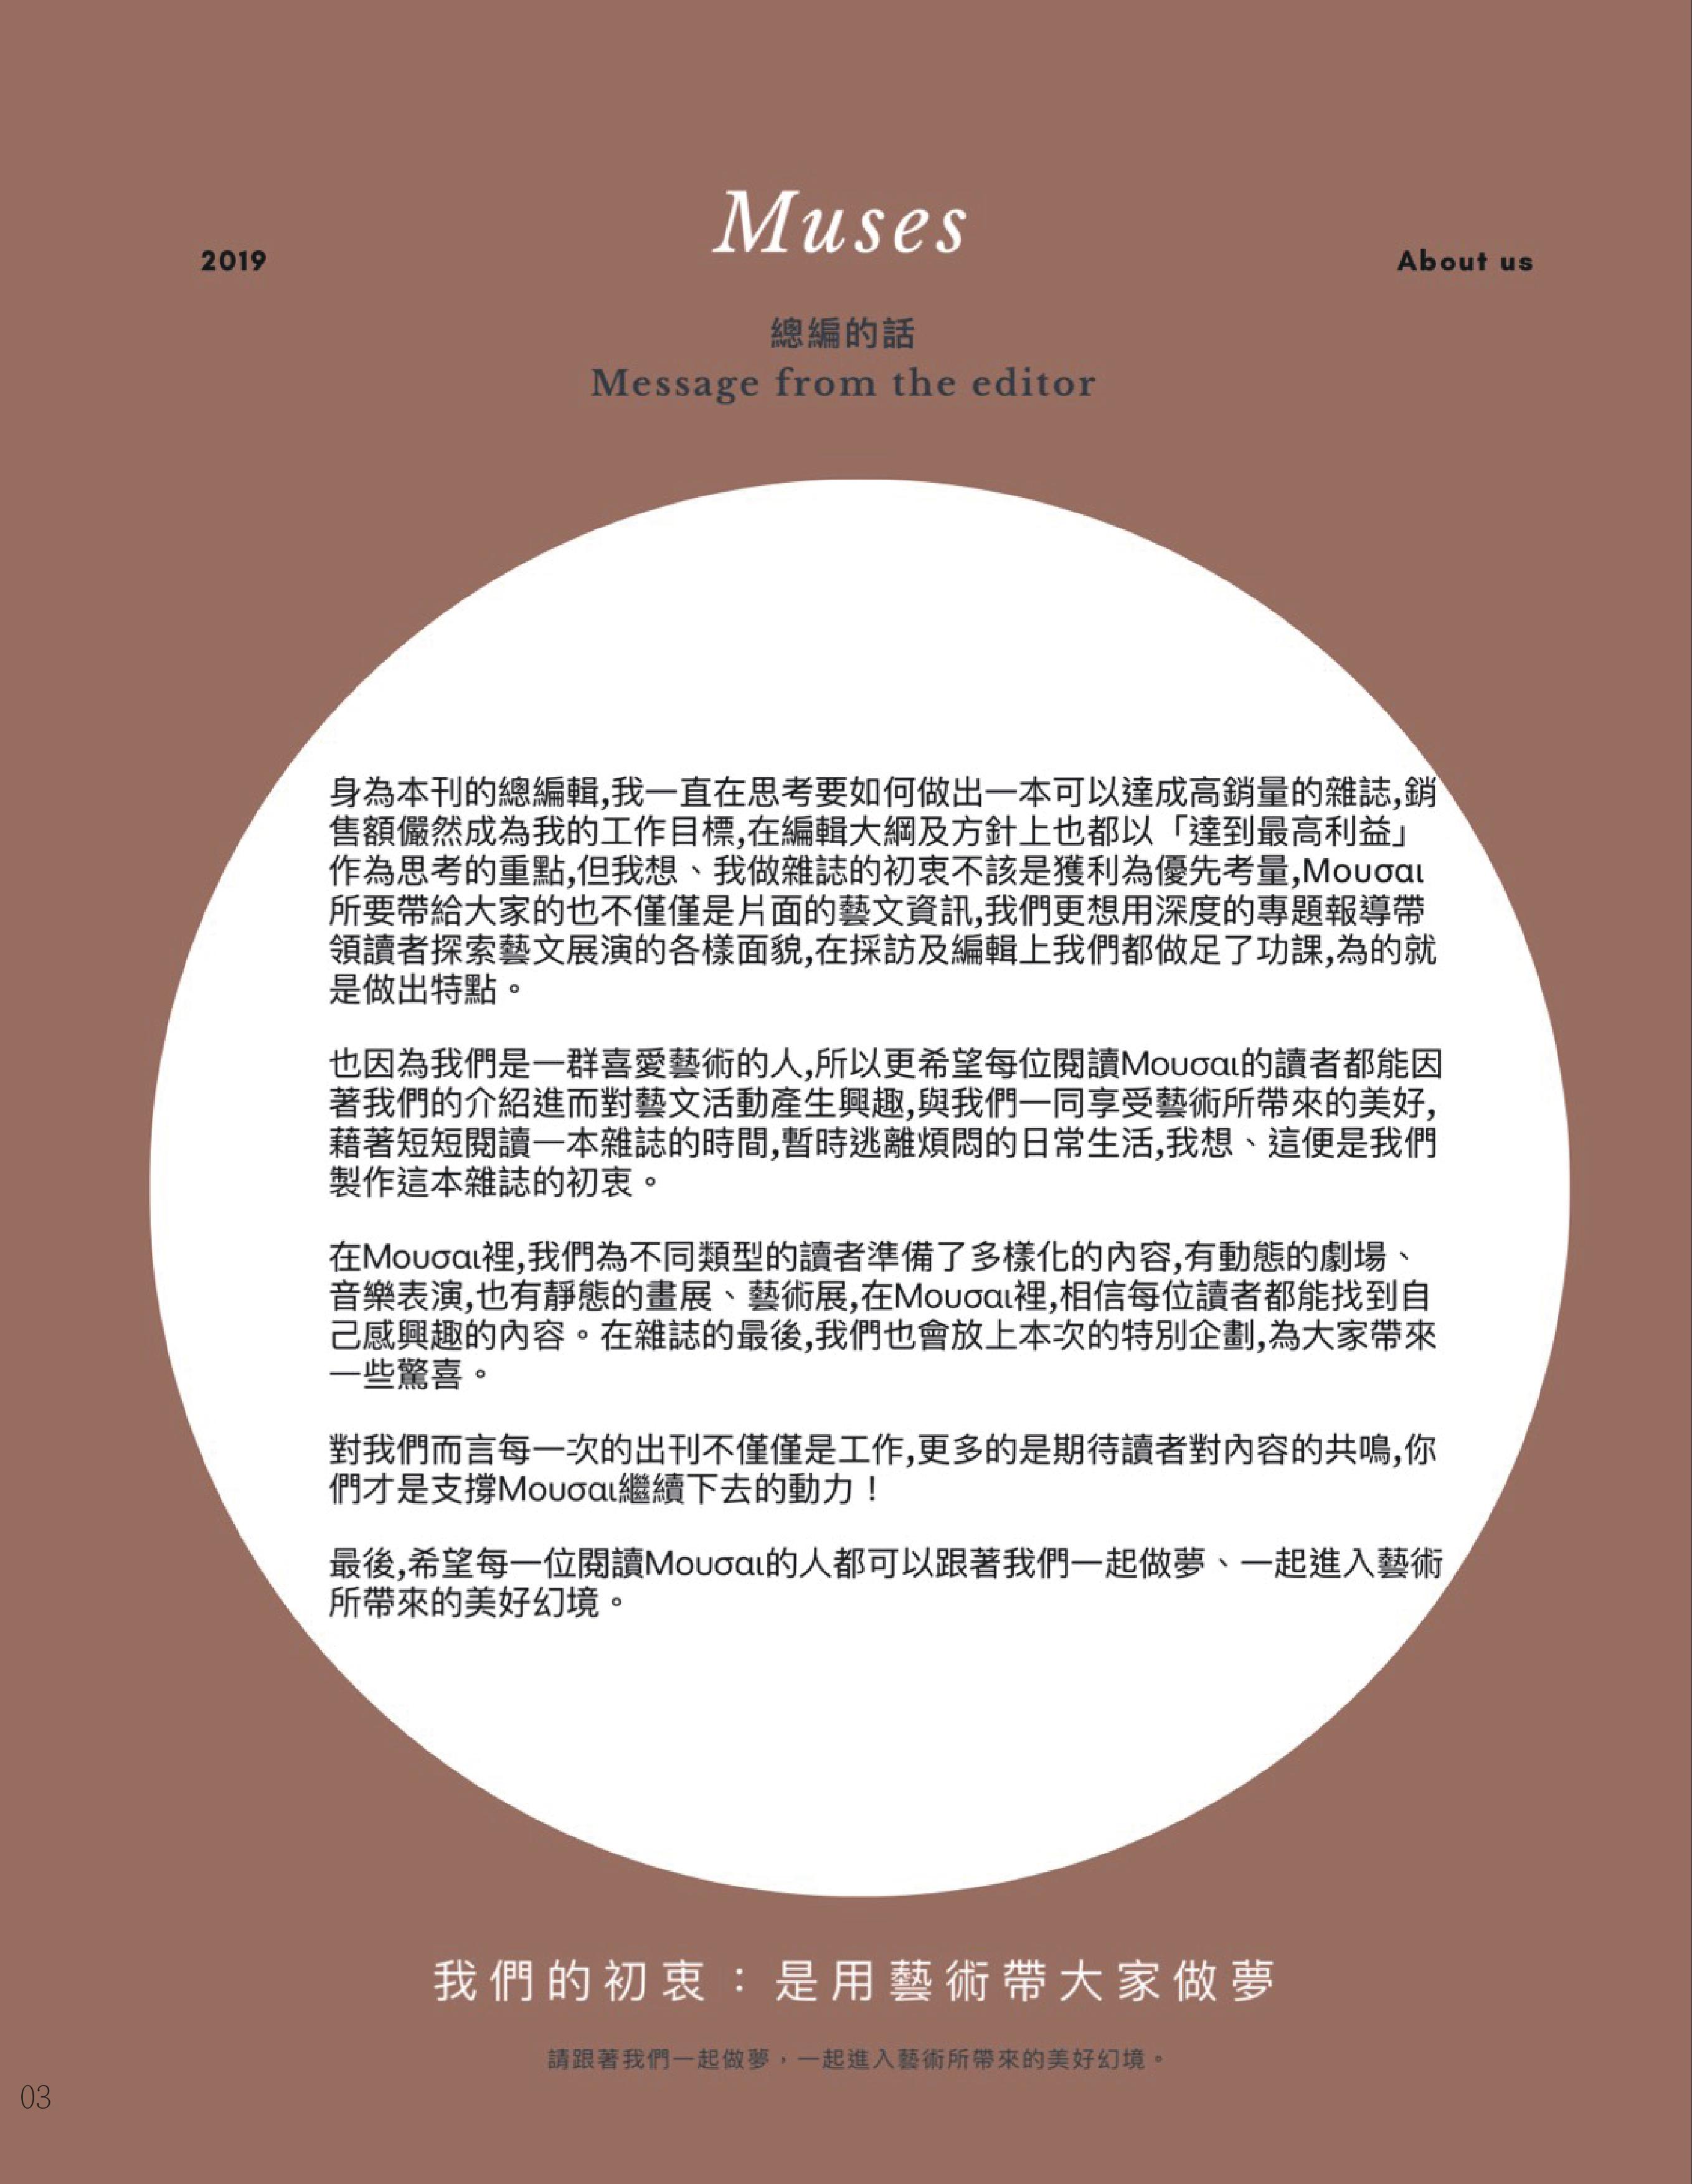 Muses
2019
About us
總編的話
Message from the editor
身為本刊的總編輯,我一直在思考要如何做出一本可以達成高銷量的雜誌,銷
售額儼然成為我的工作目標,在編輯大綱及方針上也都以「達到最高利益」
作為思考的重點,但我想、我做雜誌的初衷不該是獲利為優先考量,Μουσαι
所要帶給大家的也不僅僅是片面的藝文資訊,我們更想用深度的專題報導帶
領讀者探索藝文展演的各樣面貌,在採訪及編輯上我們都做足了功課,為的就
是做出特點。
也因為我們是一群喜愛藝術的人,所以更希望每位閱讀Μουσαι的讀者都能因
著我們的介紹進而對藝文活動產生興趣,與我們一同享受藝術所帶來的美好,
藉著短短閱讀一本雜誌的時間,暫時逃離煩悶的日常生活,我想、這便是我們
製作這本雜誌的初衷。
在Μουσαι裡,我們為不同類型的讀者準備了多樣化的內容,有動態的劇場、
音樂表演,也有靜態的畫展、藝術展,在Μουσαι裡,相信每位讀者都能找到自
己感興趣的內容。在雜誌的最後,我們也會放上本次的特別企劃,為大家帶來
一些驚喜。
對我們而言每一次的出刊不僅僅是工作,更多的是期待讀者對內容的共鳴,你
們才是支撐Μουσαι繼續下去的動力！
最後,希望每一位閱讀Μουσαι的人都可以跟著我們一起做夢、一起進入藝術
所帶來的美好幻境。
我們的初衷：是用藝術帶大家做夢
請跟著我們一起做夢，一起進入藝術所帶來的美好幻境。
03